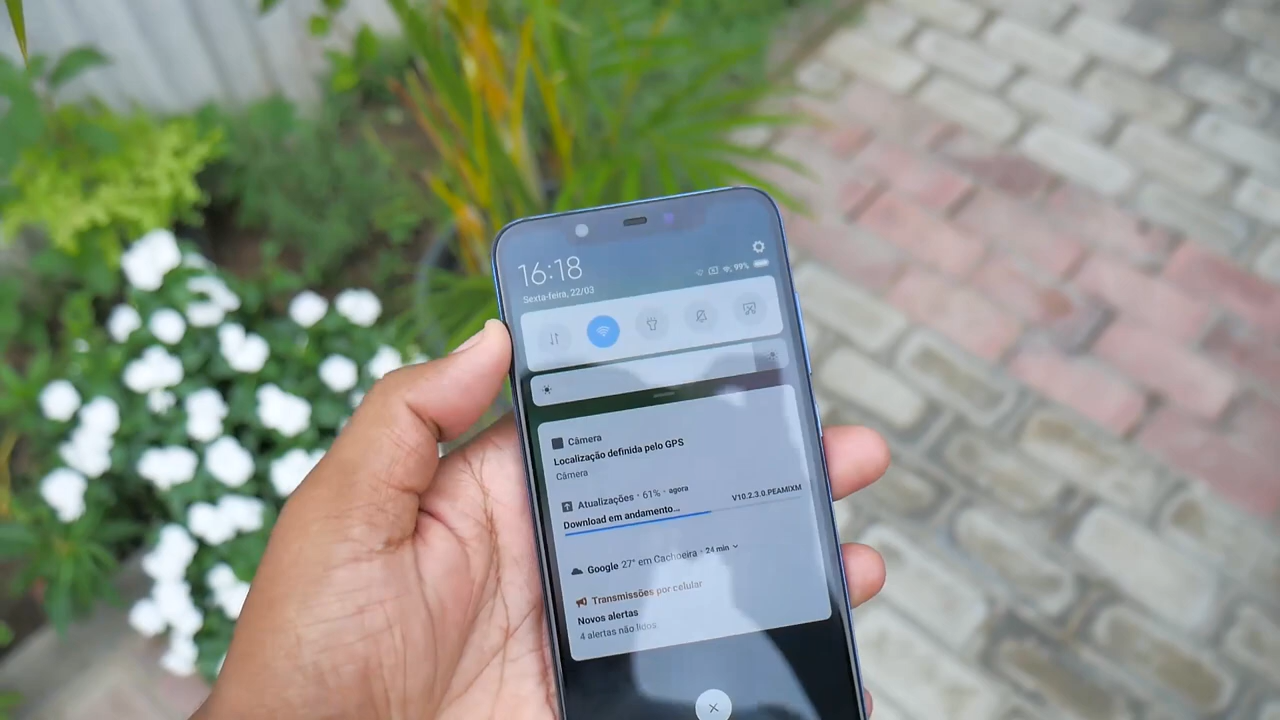 16:18
Sexta-feira, 22/03
99%
Câmera
Localização definida pelo GPS
Câmera
Atualizações · 61% · agora
Download em andamento... V10.2.3.0.PEAMIXM
Google 27° em Cachoeira · 24 min
Transmissões por celular
Novos alertas
4 alertas não lidos